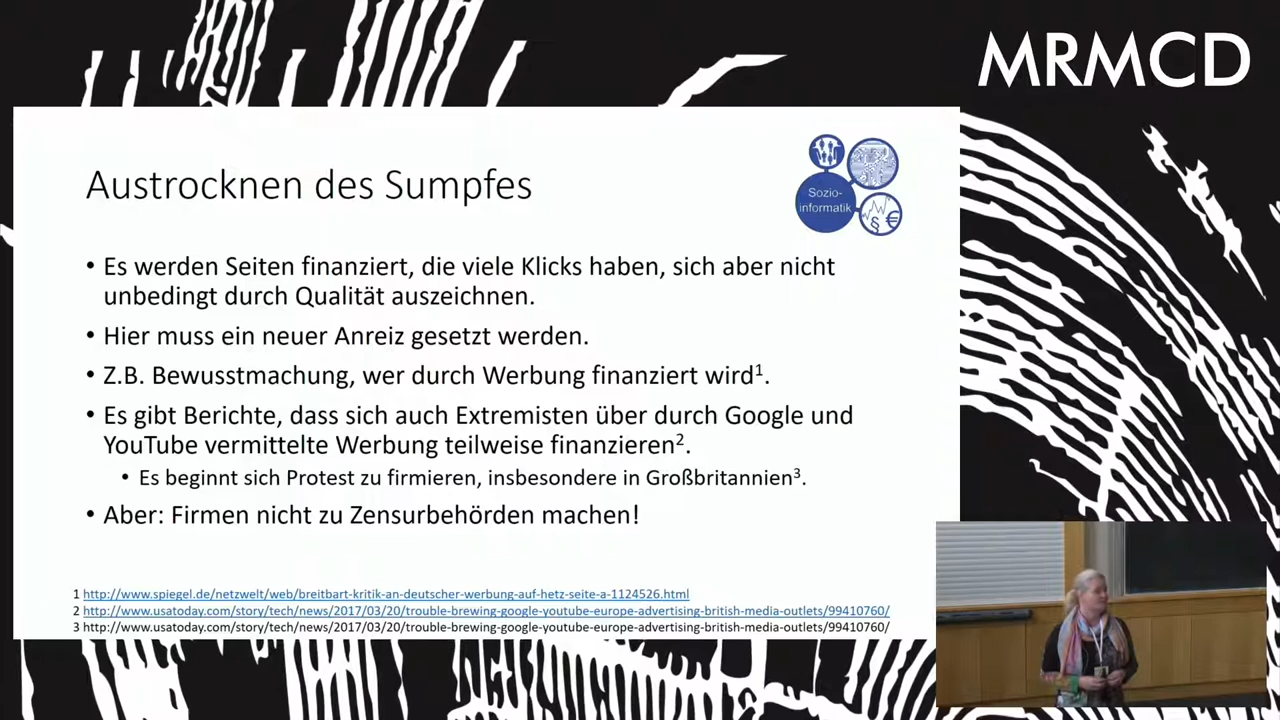 MRMCD
Austrocknen des Sumpfes
Sozio-
informatik
§
€
• Es werden Seiten finanziert, die viele Klicks haben, sich aber nicht
unbedingt durch Qualität auszeichnen.
• Hier muss ein neuer Anreiz gesetzt werden.
• Z.B. Bewusstmachung, wer durch Werbung finanziert wird¹.
• Es gibt Berichte, dass sich auch Extremisten über durch Google und
YouTube vermittelte Werbung teilweise finanzieren².
• Es beginnt sich Protest zu firmieren, insbesondere in Großbritannien³.
• Aber: Firmen nicht zu Zensurbehörden machen!
1 http://www.spiegel.de/netzwelt/web/breitbart-kritik-an-deutscher-werbung-auf-hetz-seite-a-1124526.html
2 http://www.usatoday.com/story/tech/news/2017/03/20/trouble-brewing-google-youtube-europe-advertising-british-media-outlets/99410760/
3 http://www.usatoday.com/story/tech/news/2017/03/20/trouble-brewing-google-youtube-europe-advertising-british-media-outlets/99410760/